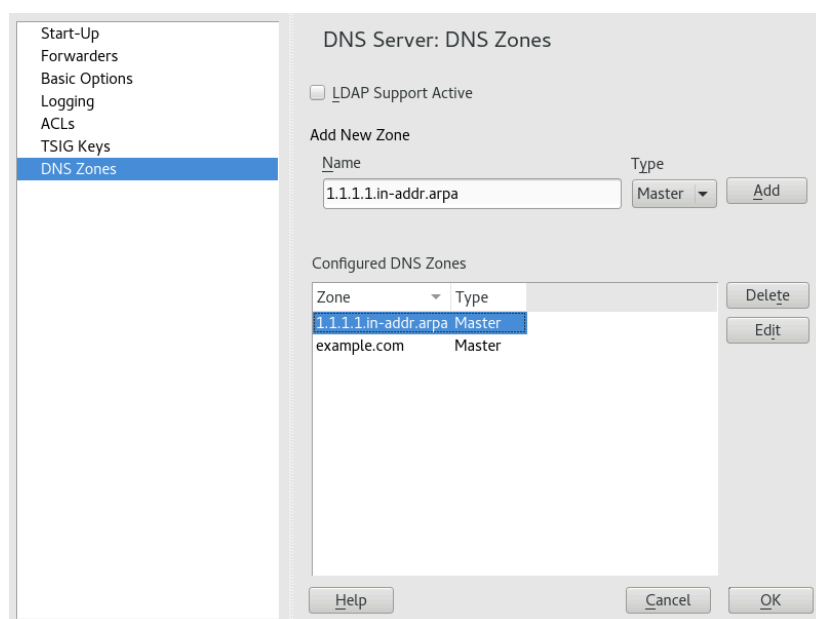 Start-Up
Forwarders
Basic Options
Logging
ACLs
TSIG Keys
DNS Zones
DNS Server: DNS Zones
LDAP Support Active
Add New Zone
Name
Type
1.1.1.1.in-addr.arpa
Master
Add
Configured DNS Zones
Zone Type
1.1.1.1.in-addr.arpa Master
example.com Master
Delete
Edit
Help
Cancel
OK